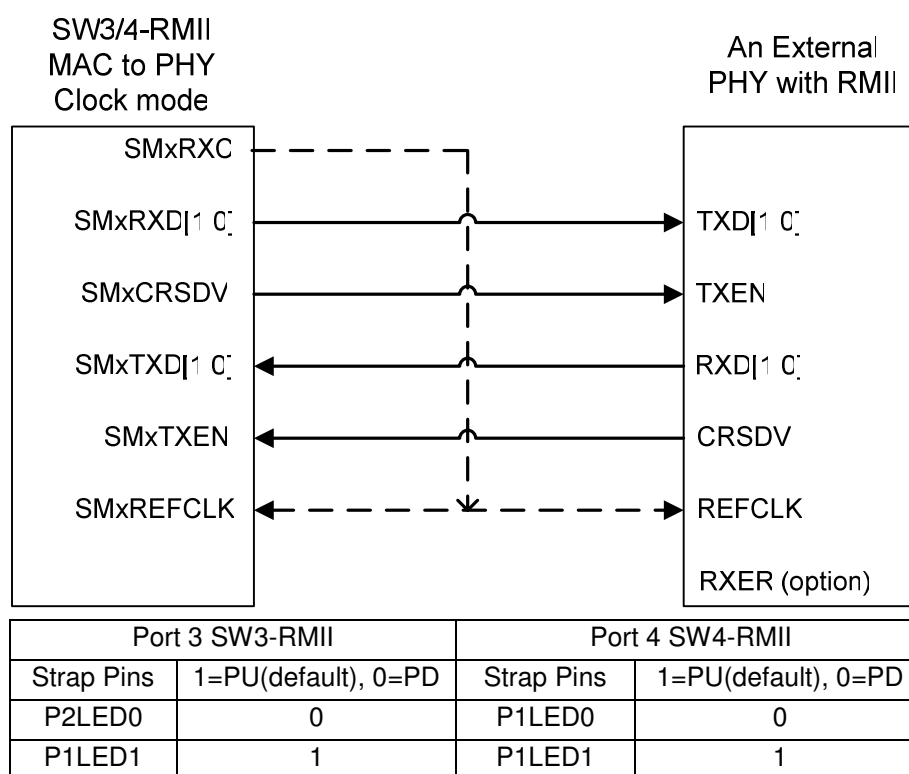 SW3/4-RMII
MAC to PHY
Clock mode
An External
PHY with RMII
SMxRXC
SMxRXD[1 0]
TXD[1 0]
SMxCRSDV
TXEN
SMxTXD[1 0]
RXD[1 0]
SMxTXEN
CRSDV
SMxREFCLK
REFCLK
RXER (option)
Port 3 SW3-RMII Port 4 SW4-RMII
Strap Pins 1=PU(default), 0=PD Strap Pins 1=PU(default), 0=PD
P2LED0 0 P1LED0 0
P1LED1 1 P1LED1 1